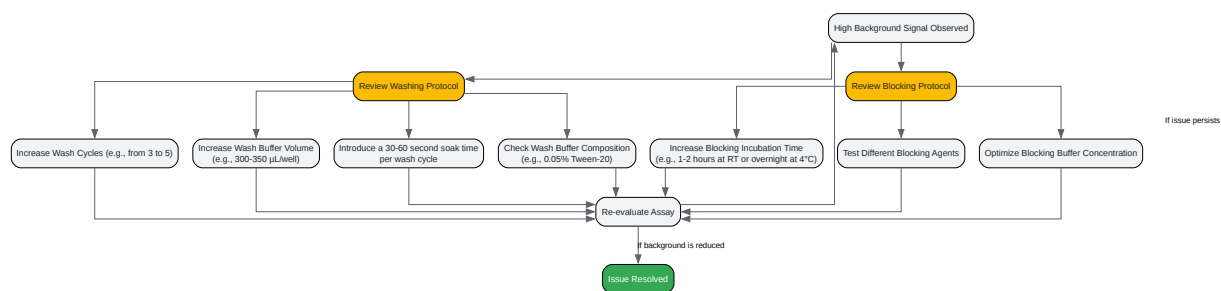 High Background Signal Observed
Review Washing Protocol
Review Blocking Protocol
If issue persists
Increase Wash Cycles (e.g., from 3 to 5)
Increase Wash Buffer Volume
(e.g., 300-350 µL/well)
Introduce a 30-60 second soak time
per wash cycle
Check Wash Buffer Composition
(e.g., 0.05% Tween-20)
Increase Blocking Incubation Time
(e.g., 1-2 hours at RT or overnight at 4°C)
Test Different Blocking Agents
Optimize Blocking Buffer Concentration
Re-evaluate Assay
If background is reduced
Issue Resolved